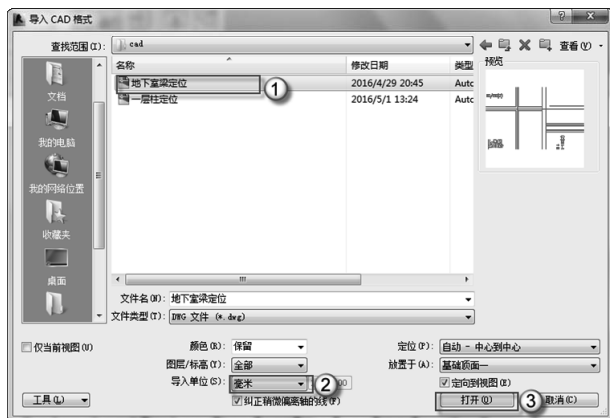 导入 CAD 格式
查找范围(I): cad 查看(V)
名称 修改日期 类型 预览
地下室梁定位 ① 2016/4/29 20:45 Autc
一层柱定位 2016/5/1 13:24 Autc
文档
我的电脑
我的网络位置
收藏夹
桌面
文件名(N): 地下室梁定位
文件类型(T): DWG 文件 (*.dwg)
仅当前视图(U) 颜色(R): 保留 定位(P): 自动 - 中心到中心
图层/标高(Y): 全部 放置于(A): 基础顶面一
导入单位(S): 毫米 ② 定向到视图(E)
工具(L) 纠正稍微偏离轴的线(F) 打开(O) ③ 取消(C)